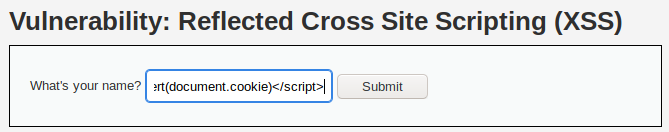 Vulnerability: Reflected Cross Site Scripting (XSS)
What's your name? ert(document.cookie)</script> Submit